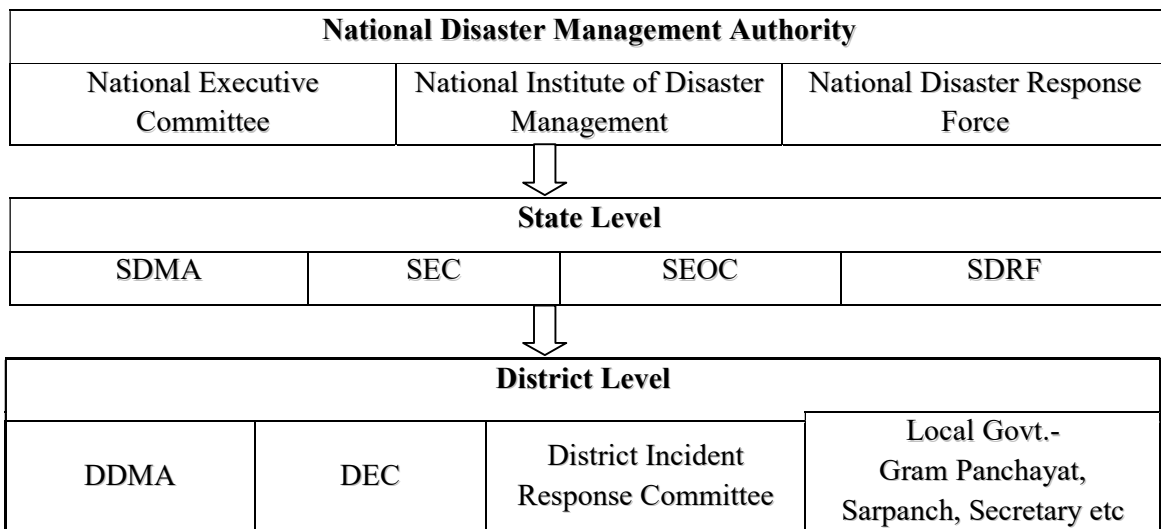 National Disaster Management Authority
National Executive
Committee
National Institute of Disaster
Management
National Disaster Response
Force
State Level
SDMA
SEC
SEOC
SDRF
District Level
DDMA
DEC
District Incident
Response Committee
Local Govt.-
Gram Panchayat,
Sarpanch, Secretary etc